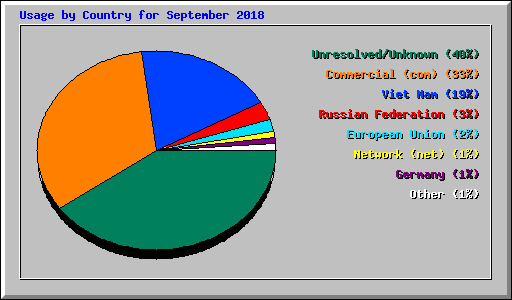 Usage by Country for September 2018
Unresolved/Unknown (40%)
Commercial (com) (33%)
Viet Nam (19%)
Russian Federation (3%)
European Union (2%)
Network (net) (1%)
Germany (1%)
Other (1%)